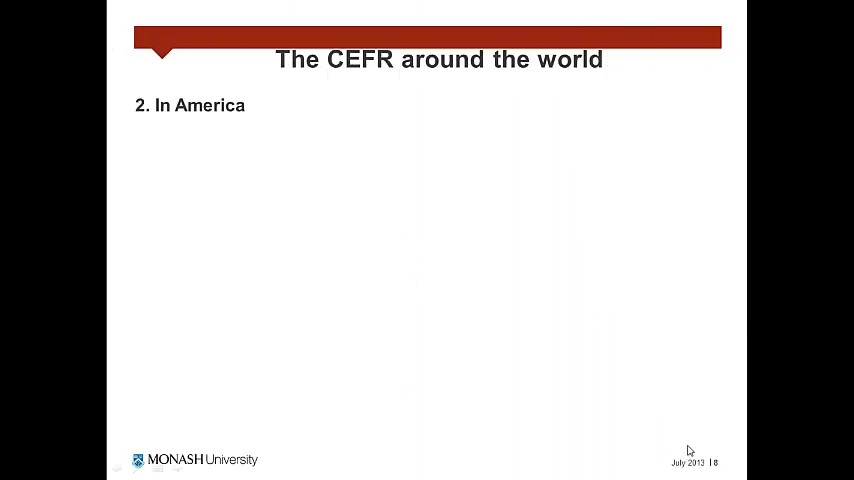 The CEFR around the world
2. In America
MONASH University
July 2013 | 8